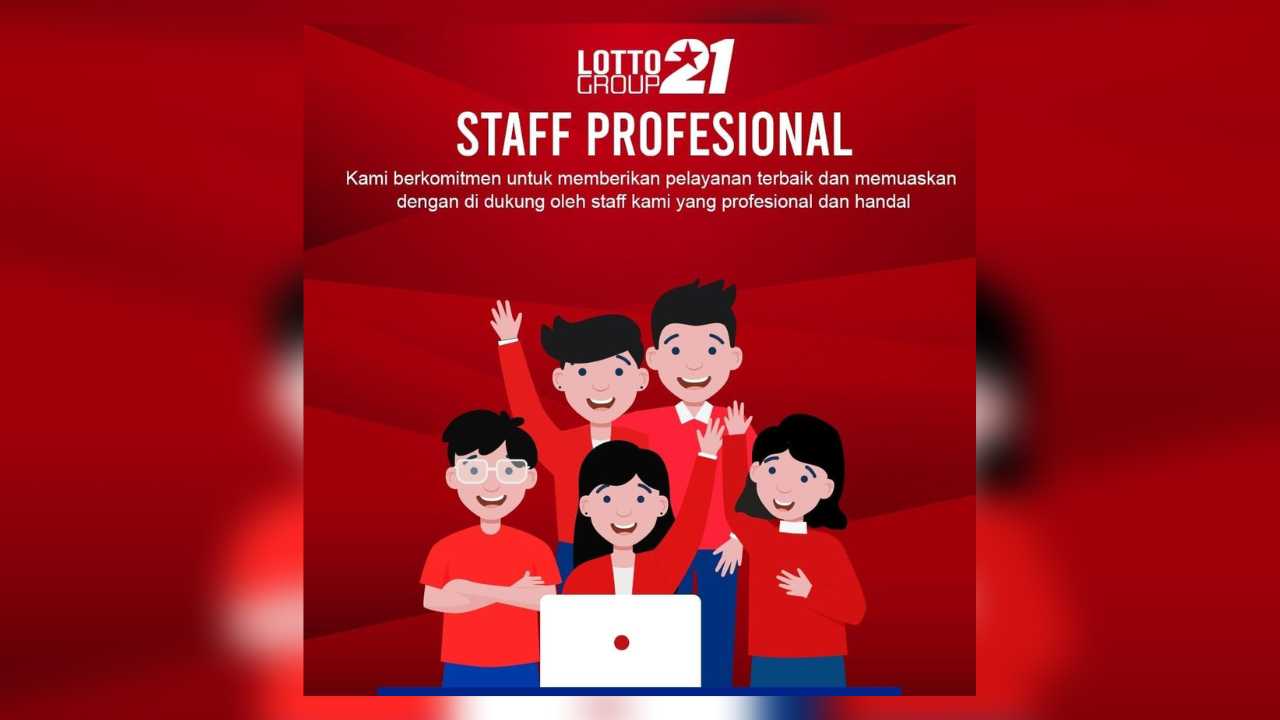 LOTTO
GROUP 21
STAFF PROFESIONAL
Kami berkomitmen untuk memberikan pelayanan terbaik dan memuaskan
dengan di dukung oleh staff kami yang profesional dan handal